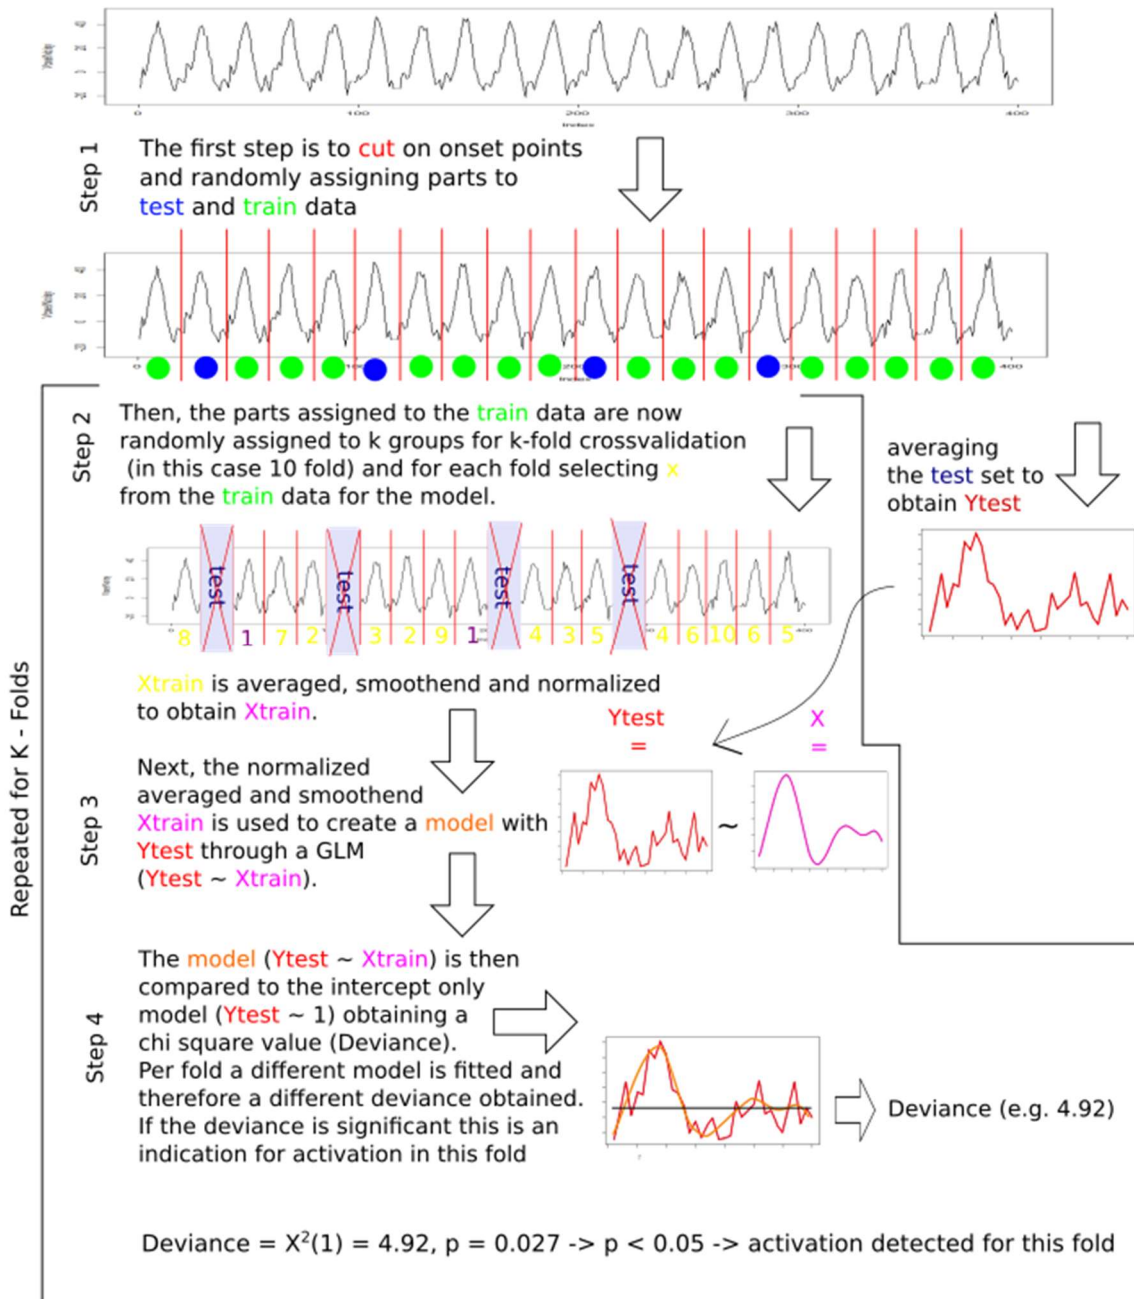 0 100 200 300 400
Index
Step 1
The first step is to cut on onset points
and randomly assigning parts to
test and train data
400
Index
Repeated for K - Folds
Step 2
Then, the parts assigned to the train data are now
randomly assigned to k groups for k-fold crossvalidation
(in this case 10 fold) and for each fold selecting x
from the train data for the model.
averaging
the test set to
obtain Ytest
test test test test
8 1 7 2 3 2 9 1 4 3 5 4 6 10 6 5
Xtrain is averaged, smoothend and normalized
to obtain Xtrain.
Ytest
=
X
=
~
Step 3
Next, the normalized
averaged and smoothend
Xtrain is used to create a model with
Ytest through a GLM
(Ytest ~ Xtrain).
Step 4
The model (Ytest ~ Xtrain) is then
compared to the intercept only
model (Ytest ~ 1) obtaining a
chi square value (Deviance).
Per fold a different model is fitted and
therefore a different deviance obtained.
If the deviance is significant this is an
indication for activation in this fold
Deviance (e.g. 4.92)
Deviance = X²(1) = 4.92, p = 0.027 -> p < 0.05 -> activation detected for this fold